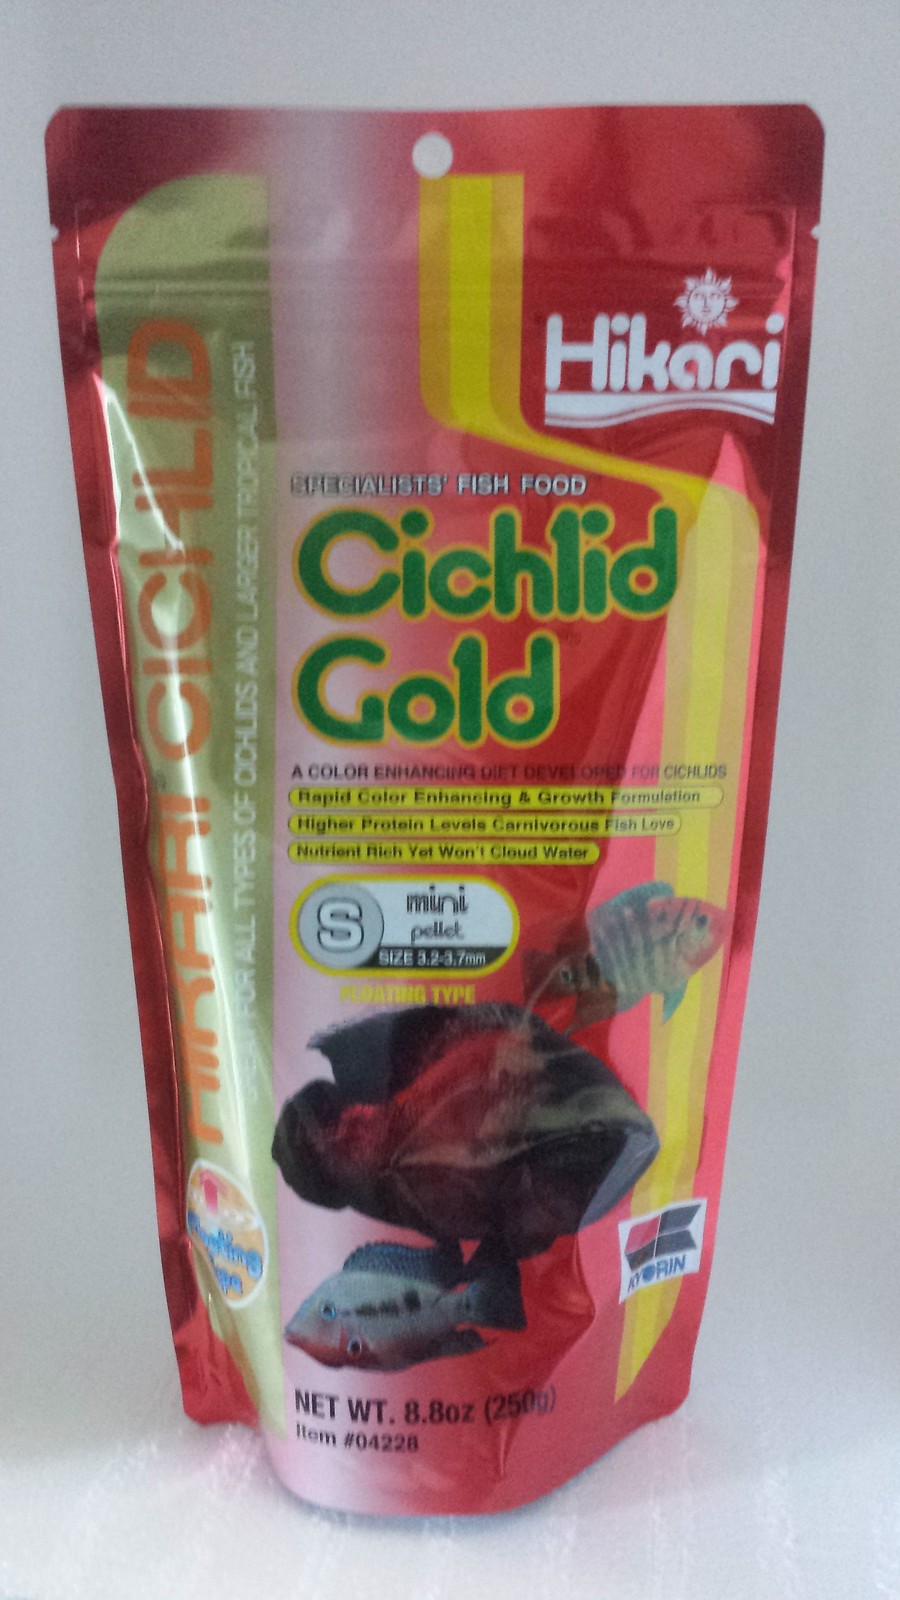 Hikari
SPECIALISTS' FISH FOOD
Cichlid
Gold
A COLOR ENHANCING DIET DEVELOPED FOR CICHLIDS
Rapid Color Enhancing & Growth Formulation
Higher Protein Levels Carnivorous Fish Love
Nutrient Rich Yet Won't Cloud Water
S
mini
pellet
SIZE 3.2-3.7mm
FLOATING TYPE
KYORIN
NET WT. 8.8oz (250g)
Item #04228
HIKARI CICHLID
FOR ALL TYPES OF CICHLIDS AND LARGER TROPICAL FISH